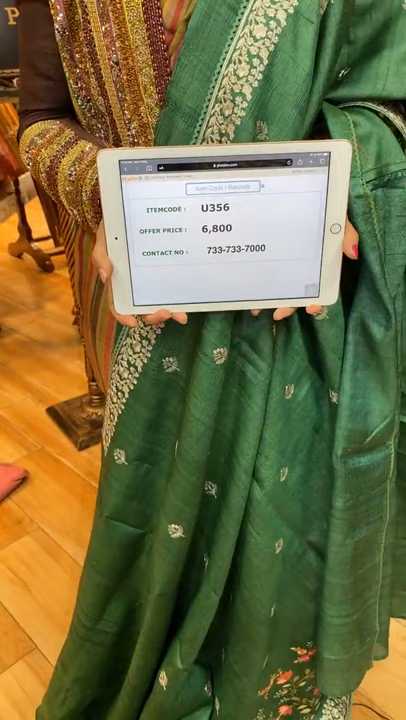 P
Item Code / Barcode
ITEMCODE : U356
OFFER PRICE : 6,800
CONTACT NO : 733-733-7000